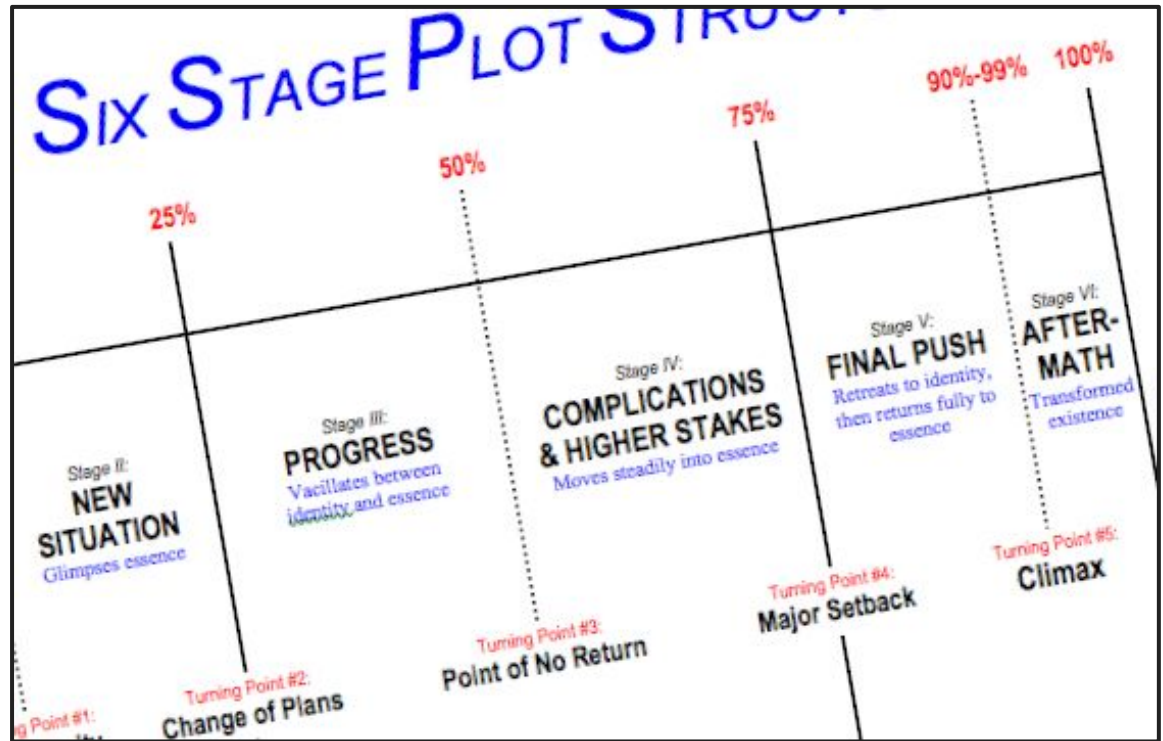 SIX STAGE PLOT
25%
50%
75%
90%-99%
100%
Stage II:
NEW
SITUATION
Glimpses essence
Stage III:
PROGRESS
Vacillates between
identity and essence
Stage IV:
COMPLICATIONS
& HIGHER STAKES
Moves steadily into essence
Stage V:
FINAL PUSH
Retreats to identity,
then returns fully to
essence
Stage VI:
AFTER-
MATH
Transformed
existence
Point #1:
Turning Point #2:
Change of Plans
Turning Point #3:
Point of No Return
Turning Point #4:
Major Setback
Turning Point #5:
Climax